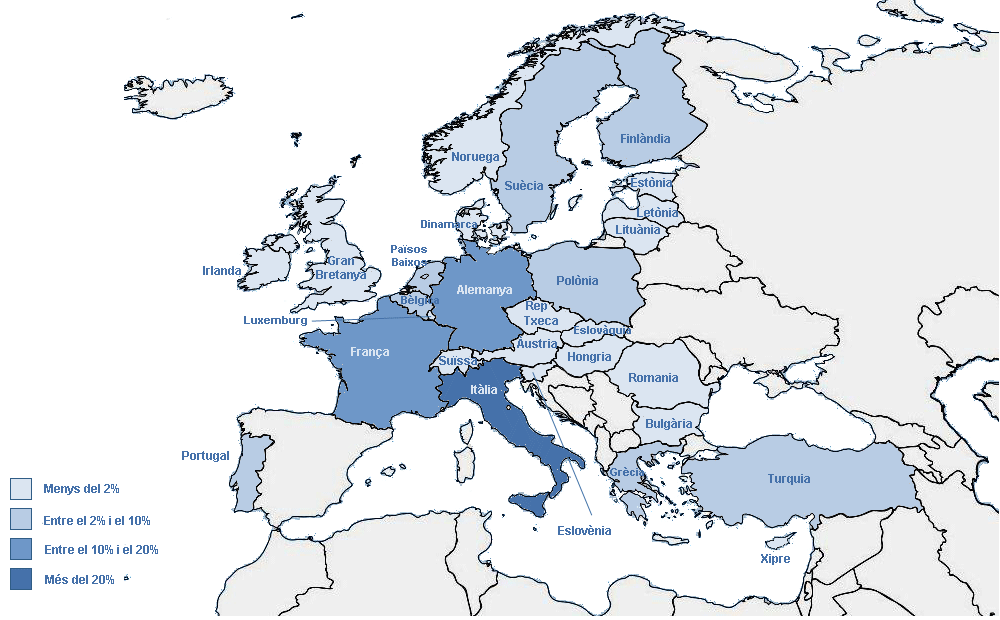 Noruega
Finlàndia
Suècia
Estònia
Letònia
Lituània
Dinamarca
Països
Baixos
Irlanda
Gran
Bretanya
Alemanya
Polònia
Bèlgica
Luxemburg
Rep
Txeca
Eslovàquia
Àustria
França
Suïssa
Hongria
Itàlia
Romania
Bulgària
Portugal
Grècia
Turquia
Eslovènia
Xipre
Menys del 2%
Entre el 2% i el 10%
Entre el 10% i el 20%
Més del 20%